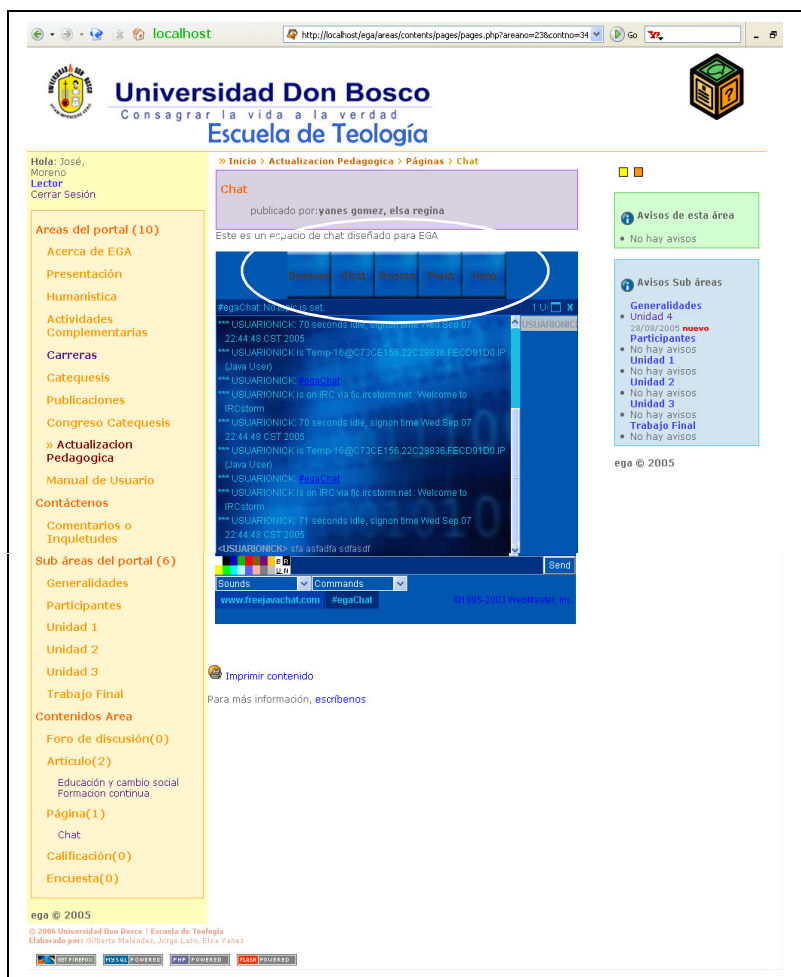 localhost
http://localhost/ega/areas/contents/pages/pages.php?areano=23&contno=34
Go
Universidad Don Bosco
Consagrar la vida a la verdad
Escuela de Teología
Hola: José,
Moreno
Lector
Cerrar Sesión
Areas del portal (10)
Acerca de EGA
Presentación
Humanistica
Actividades
Complementarias
Carreras
Catequesis
Publicaciones
Congreso Catequesis
» Actualizacion
Pedagogica
Manual de Usuario
Contáctenos
Comentarios o
Inquietudes
Sub áreas del portal (6)
Generalidades
Participantes
Unidad 1
Unidad 2
Unidad 3
Trabajo Final
Contenidos Area
Foro de discusión(0)
Artículo(2)
Educación y cambio social
Formacion continua
Página(1)
Chat
Calificación(0)
Encuesta(0)
ega © 2005
» Inicio > Actualizacion Pedagogica > Páginas > Chat
Chat
publicado por:yanes gomez, elsa regina
Este es un espacio de chat diseñado para EGA
Chat Rooms Float Help
#egaChat: No topic is set. 1 U: X
*** USUARIONICK: 70 seconds idle, signon time Wed Sep 07
22:44:48 CST 2005
*** USUARIONICK is Temp-16@C73CE156.22C29836.FECD91D0.IP
(Java User)
*** USUARIONICK: #egaChat
*** USUARIONICK is on IRC via fjc.ircstorm.net : Welcome to
IRCstorm
*** USUARIONICK: 70 seconds idle, signon time Wed Sep 07
22:44:48 CST 2005
*** USUARIONICK is Temp-16@C73CE156.22C29836.FECD91D0.IP
(Java User)
*** USUARIONICK: #egaChat
*** USUARIONICK is on IRC via fjc.ircstorm.net : Welcome to
IRCstorm
*** USUARIONICK: 71 seconds idle, signon time Wed Sep 07
22:44:48 CST 2005
<USUARIONICK> sfa asfadfa sdfasdf
USUARIONICK
B R
U N
Send
Sounds Commands
www.freejavachat.com #egaChat ©1995-2003 WebMaster, Inc.
Imprimir contenido
Para más información, escríbenos
Avisos de esta área
• No hay avisos
Avisos Sub áreas
Generalidades
• Unidad 4
29/08/2005 nuevo
Participantes
• No hay avisos
Unidad 1
• No hay avisos
Unidad 2
• No hay avisos
Unidad 3
• No hay avisos
Trabajo Final
• No hay avisos
ega © 2005
© 2006 Universidad Don Bosco | Escuela de Teología
Elaborado por: Gilberto Meléndez, Jorge Lazo, Elsa Yanes
GET FIREFOX MYSQL POWERED PHP POWERED FLASH POWERED